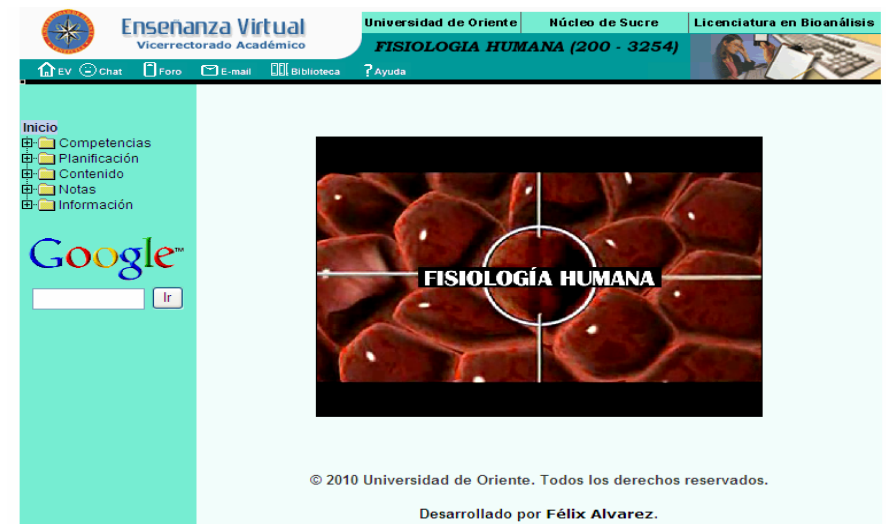 Enseñanza Virtual
Vicerrectorado Académico
Universidad de Oriente
Núcleo de Sucre
Licenciatura en Bioanálisis
FISIOLOGIA HUMANA (200 - 3254)
EV Chat Foro E-mail Biblioteca ? Ayuda
Inicio
Competencias
Planificación
Contenido
Notas
Información
Google™
Ir
FISIOLOGÍA HUMANA
© 2010 Universidad de Oriente. Todos los derechos reservados.
Desarrollado por Félix Alvarez.